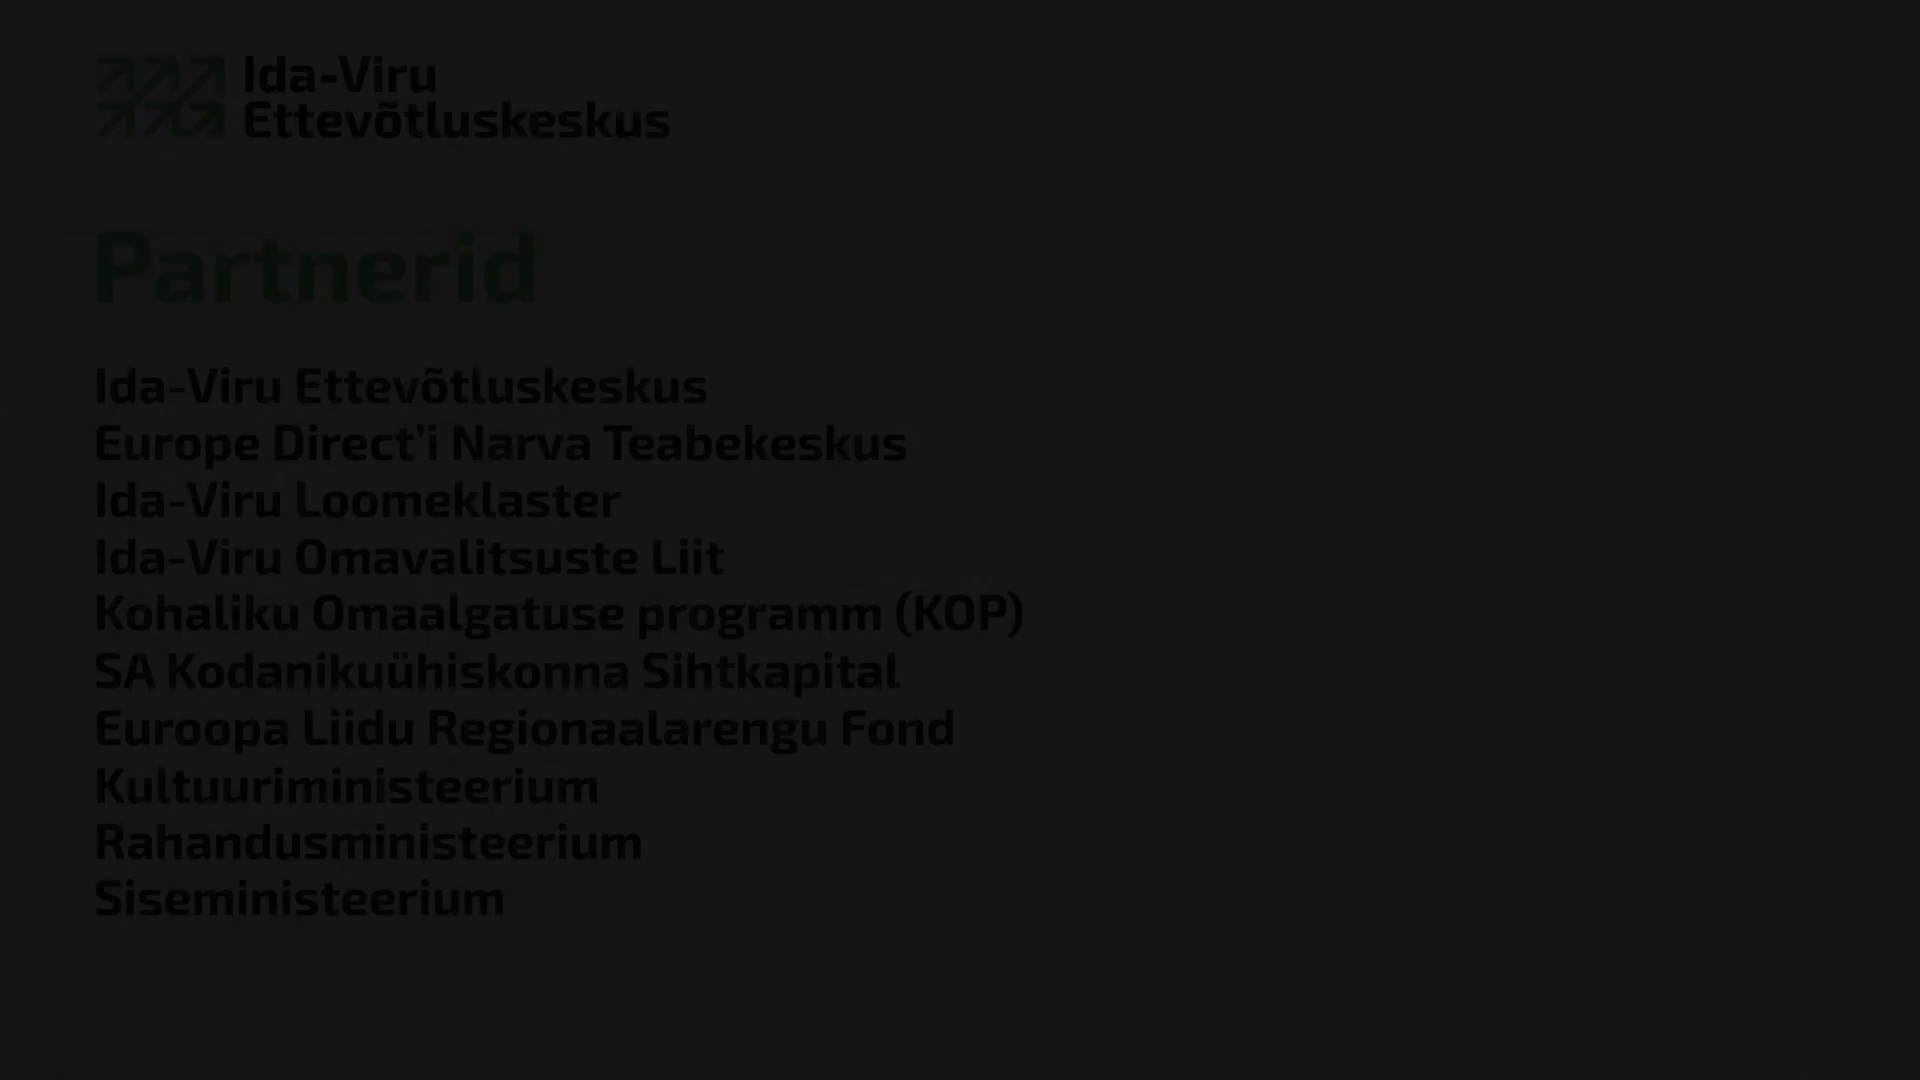 Ida-Viru
Ettevõtluskeskus
Partnerid
Ida-Viru Ettevõtluskeskus
Europe Direct’i Narva Teabekeskus
Ida-Viru Loomeklaster
Ida-Viru Omavalitsuste Liit
Kohaliku Omaalgatuse programm (KOP)
SA Kodanikuühiskonna Sihtkapital
Euroopa Liidu Regionaalarengu Fond
Kultuuriministeerium
Rahandusministeerium
Siseministeerium